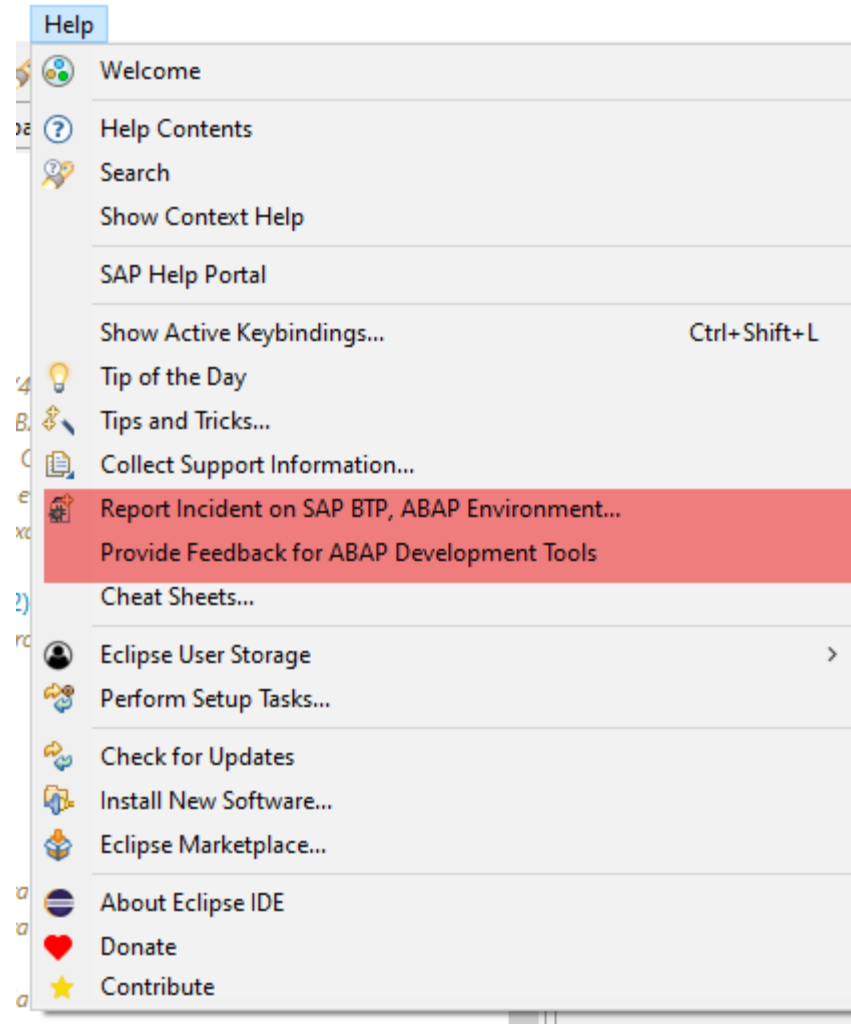 Help
Welcome
Help Contents
Search
Show Context Help
SAP Help Portal
Show Active Keybindings... Ctrl+Shift+L
Tip of the Day
Tips and Tricks...
Collect Support Information...
Report Incident on SAP BTP, ABAP Environment...
Provide Feedback for ABAP Development Tools
Cheat Sheets...
Eclipse User Storage
Perform Setup Tasks...
Check for Updates
Install New Software...
Eclipse Marketplace...
About Eclipse IDE
Donate
Contribute